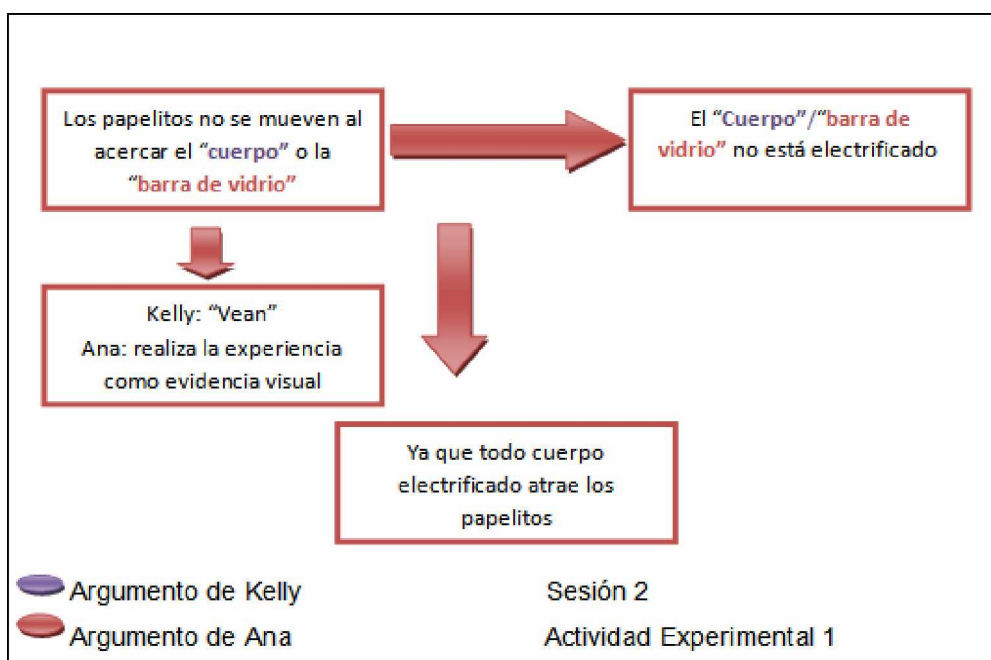 Los papelitos no se mueven al
acercar el “cuerpo” o la
“barra de vidrio”
El “Cuerpo”/“barra de
vidrio” no está electrificado
Kelly: “Vean”
Ana: realiza la experiencia
como evidencia visual
Ya que todo cuerpo
electrificado atrae los
papelitos
Argumento de Kelly
Sesión 2
Argumento de Ana
Actividad Experimental 1